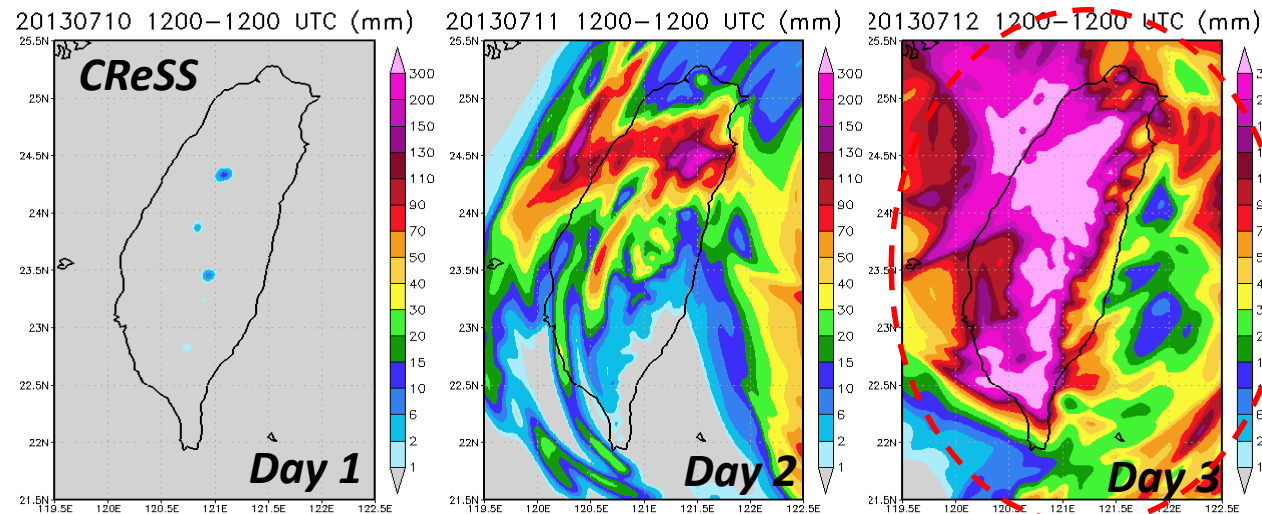 20130710 1200-1200 UTC (mm)
CReSS
Day 1
25.5N
25N
24.5N
24N
23.5N
23N
22.5N
22N
21.5N
119.5E 120E 120.5E 121E 121.5E 122E 122.5E
300
200
150
130
110
90
70
50
40
30
20
15
10
6
2
1
20130711 1200-1200 UTC (mm)
Day 2
25.5N
25N
24.5N
24N
23.5N
23N
22.5N
22N
21.5N
119.5E 120E 120.5E 121E 121.5E 122E 122.5E
300
200
150
130
110
90
70
50
40
30
20
15
10
6
2
1
20130712 1200-1200 UTC (mm)
Day 3
25.5N
25N
24.5N
24N
23.5N
23N
22.5N
22N
21.5N
119.5E 120E 120.5E 121E 121.5E 122E 122.5E